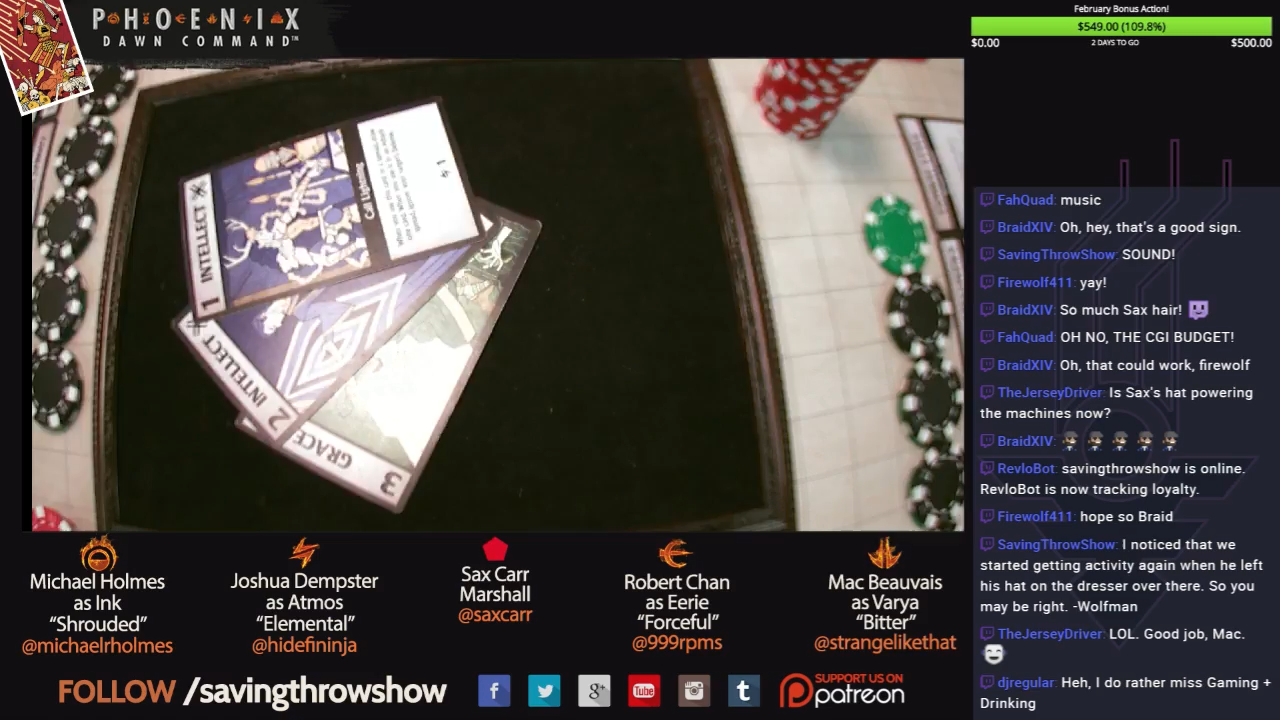 PHOENIX
DAWN COMMAND™
February Bonus Action!
$549.00 (109.8%)
$0.00
2 DAYS TO GO
$500.00
1 INTELLECT
Call Lightning
1
2 INTELLECT
3 GRACE
FahQuad: music
BraidXIV: Oh, hey, that's a good sign.
SavingThrowShow: SOUND!
Firewolf411: yay!
BraidXIV: So much Sax hair!
FahQuad: OH NO, THE CGI BUDGET!
BraidXIV: Oh, that could work, firewolf
TheJerseyDriver: Is Sax's hat powering
the machines now?
BraidXIV:
RevloBot: savingthrowshow is online.
RevloBot is now tracking loyalty.
Firewolf411: hope so Braid
SavingThrowShow: I noticed that we
started getting activity again when he left
his hat on the dresser over there. So you
may be right. -Wolfman
TheJerseyDriver: LOL. Good job, Mac.
djregular: Heh, I do rather miss Gaming +
Drinking
Michael Holmes
as Ink
“Shrouded”
@michaelrholmes
Joshua Dempster
as Atmos
“Elemental”
@hidefininja
Sax Carr
Marshall
@saxcarr
Robert Chan
as Eerie
“Forceful”
@999rpms
Mac Beauvais
as Varya
“Bitter”
@strangelikethat
FOLLOW /savingthrowshow
f
g+
You Tube
t
SUPPORT US ON
patreon